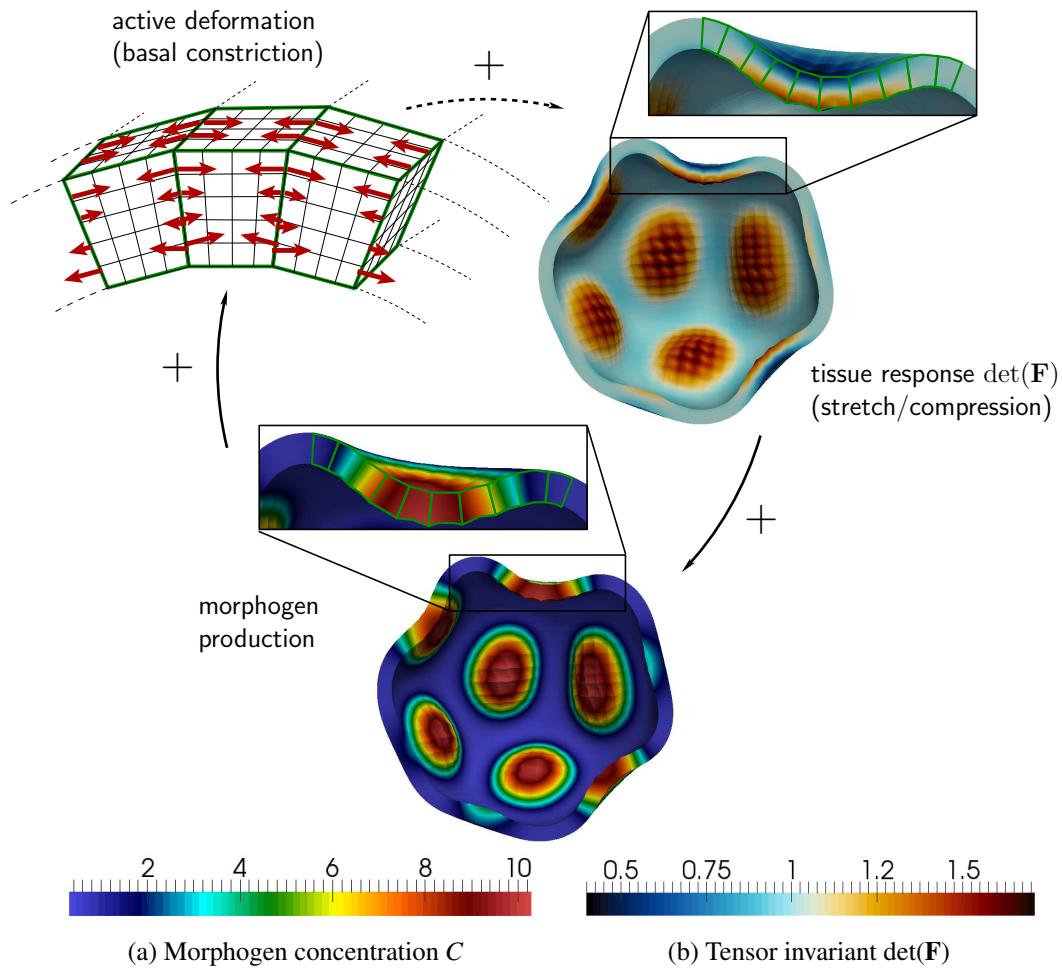 active deformation
(basal constriction)
+
+
tissue response det(F)
(stretch/compression)
+
morphogen
production
2 4 6 8 10
0.5 0.75 1 1.2 1.5
(a) Morphogen concentration C
(b) Tensor invariant det(F)